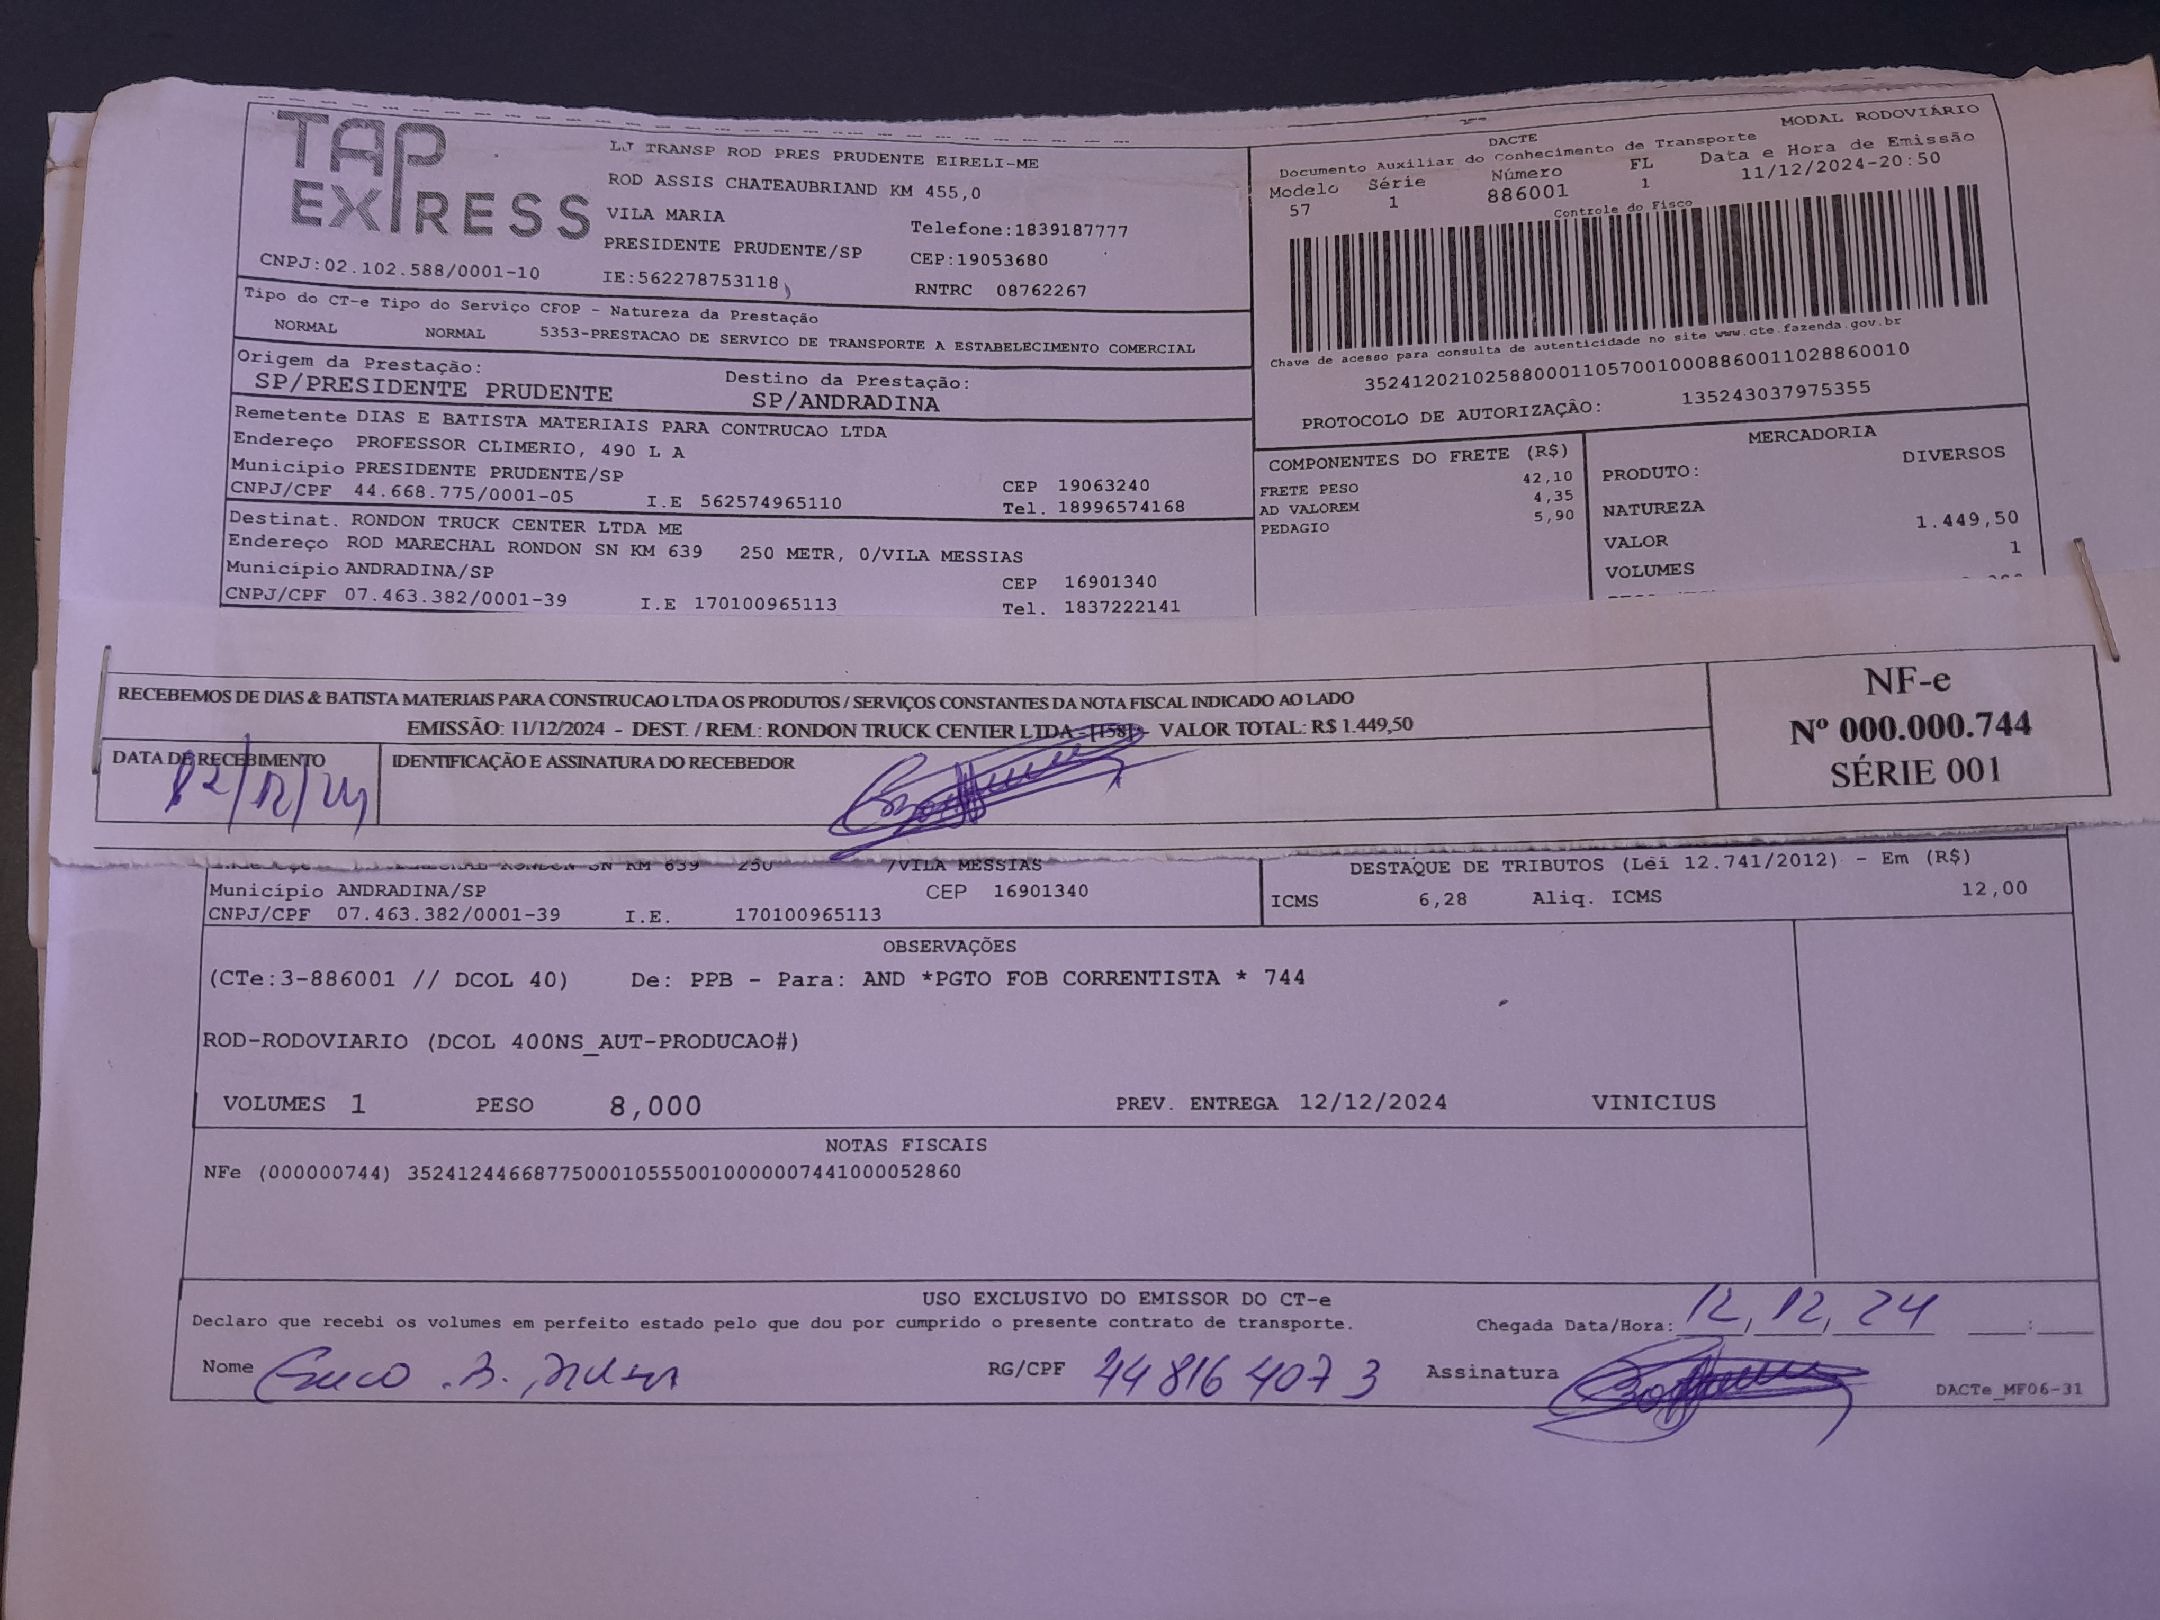 TAP
EXPRESS
LJ TRANSP ROD PRES PRUDENTE EIRELI-ME
ROD ASSIS CHATEAUBRIAND KM 455,0
VILA MARIA
Telefone:1839187777
PRESIDENTE PRUDENTE/SP
CEP:19053680
CNPJ:02.102.588/0001-10
IE:562278753118
RNTRC 08762267
Tipo do CT-e Tipo do Serviço CFOP - Natureza da Prestação
NORMAL NORMAL 5353-PRESTACAO DE SERVICO DE TRANSPORTE A ESTABELECIMENTO COMERCIAL
Origem da Prestação:
SP/PRESIDENTE PRUDENTE
Destino da Prestação:
SP/ANDRADINA
Remetente DIAS E BATISTA MATERIAIS PARA CONTRUCAO LTDA
Endereço PROFESSOR CLIMERIO, 490 L A
Município PRESIDENTE PRUDENTE/SP
CEP 19063240
CNPJ/CPF 44.668.775/0001-05 I.E 562574965110 Tel. 18996574168
Destinat. RONDON TRUCK CENTER LTDA ME
Endereço ROD MARECHAL RONDON SN KM 639 250 METR, 0/VILA MESSIAS
Município ANDRADINA/SP CEP 16901340
CNPJ/CPF 07.463.382/0001-39 I.E 170100965113 Tel. 1837222141
DACTE
MODAL RODOVIÁRIO
Documento Auxiliar do Conhecimento de Transporte
Modelo Série Número FL Data e Hora de Emissão
57 1 886001 1 11/12/2024-20:50
Controle do Fisco
Chave de acesso para consulta de autenticidade no site www.cte.fazenda.gov.br
35241202102588000110570010008860011028860010
PROTOCOLO DE AUTORIZAÇÃO: 135243037975355
COMPONENTES DO FRETE (R$)
FRETE PESO 42,10
AD VALOREM 4,35
PEDAGIO 5,90
MERCADORIA
PRODUTO: DIVERSOS
NATUREZA
VALOR 1.449,50
VOLUMES 1
RECEBEMOS DE DIAS & BATISTA MATERIAIS PARA CONSTRUCAO LTDA OS PRODUTOS / SERVIÇOS CONSTANTES DA NOTA FISCAL INDICADO AO LADO
EMISSÃO: 11/12/2024 - DEST. / REM.: RONDON TRUCK CENTER LTDA - [158] - VALOR TOTAL: R$ 1.449,50
DATA DE RECEBIMENTO
12/12/24
IDENTIFICAÇÃO E ASSINATURA DO RECEBEDOR
NF-e
Nº 000.000.744
SÉRIE 001
RONDON SN KM 639 250 /VILA MESSIAS
Município ANDRADINA/SP CEP 16901340
CNPJ/CPF 07.463.382/0001-39 I.E. 170100965113
DESTAQUE DE TRIBUTOS (Léi 12.741/2012) - Em (R$)
ICMS 6,28 Aliq. ICMS 12,00
OBSERVAÇÕES
(CTe:3-886001 // DCOL 40) De: PPB - Para: AND *PGTO FOB CORRENTISTA * 744
ROD-RODOVIARIO (DCOL 400NS_AUT-PRODUCAO#)
VOLUMES 1 PESO 8,000 PREV. ENTREGA 12/12/2024 VINICIUS
NOTAS FISCAIS
NFe (000000744) 35241244668775000105550010000007441000052860
USO EXCLUSIVO DO EMISSOR DO CT-e
Declaro que recebi os volumes em perfeito estado pelo que dou por cumprido o presente contrato de transporte.
Chegada Data/Hora: 12, 12, 24 :
Nome
RG/CPF 44 816 407 3
Assinatura
DACTe_MF06-31